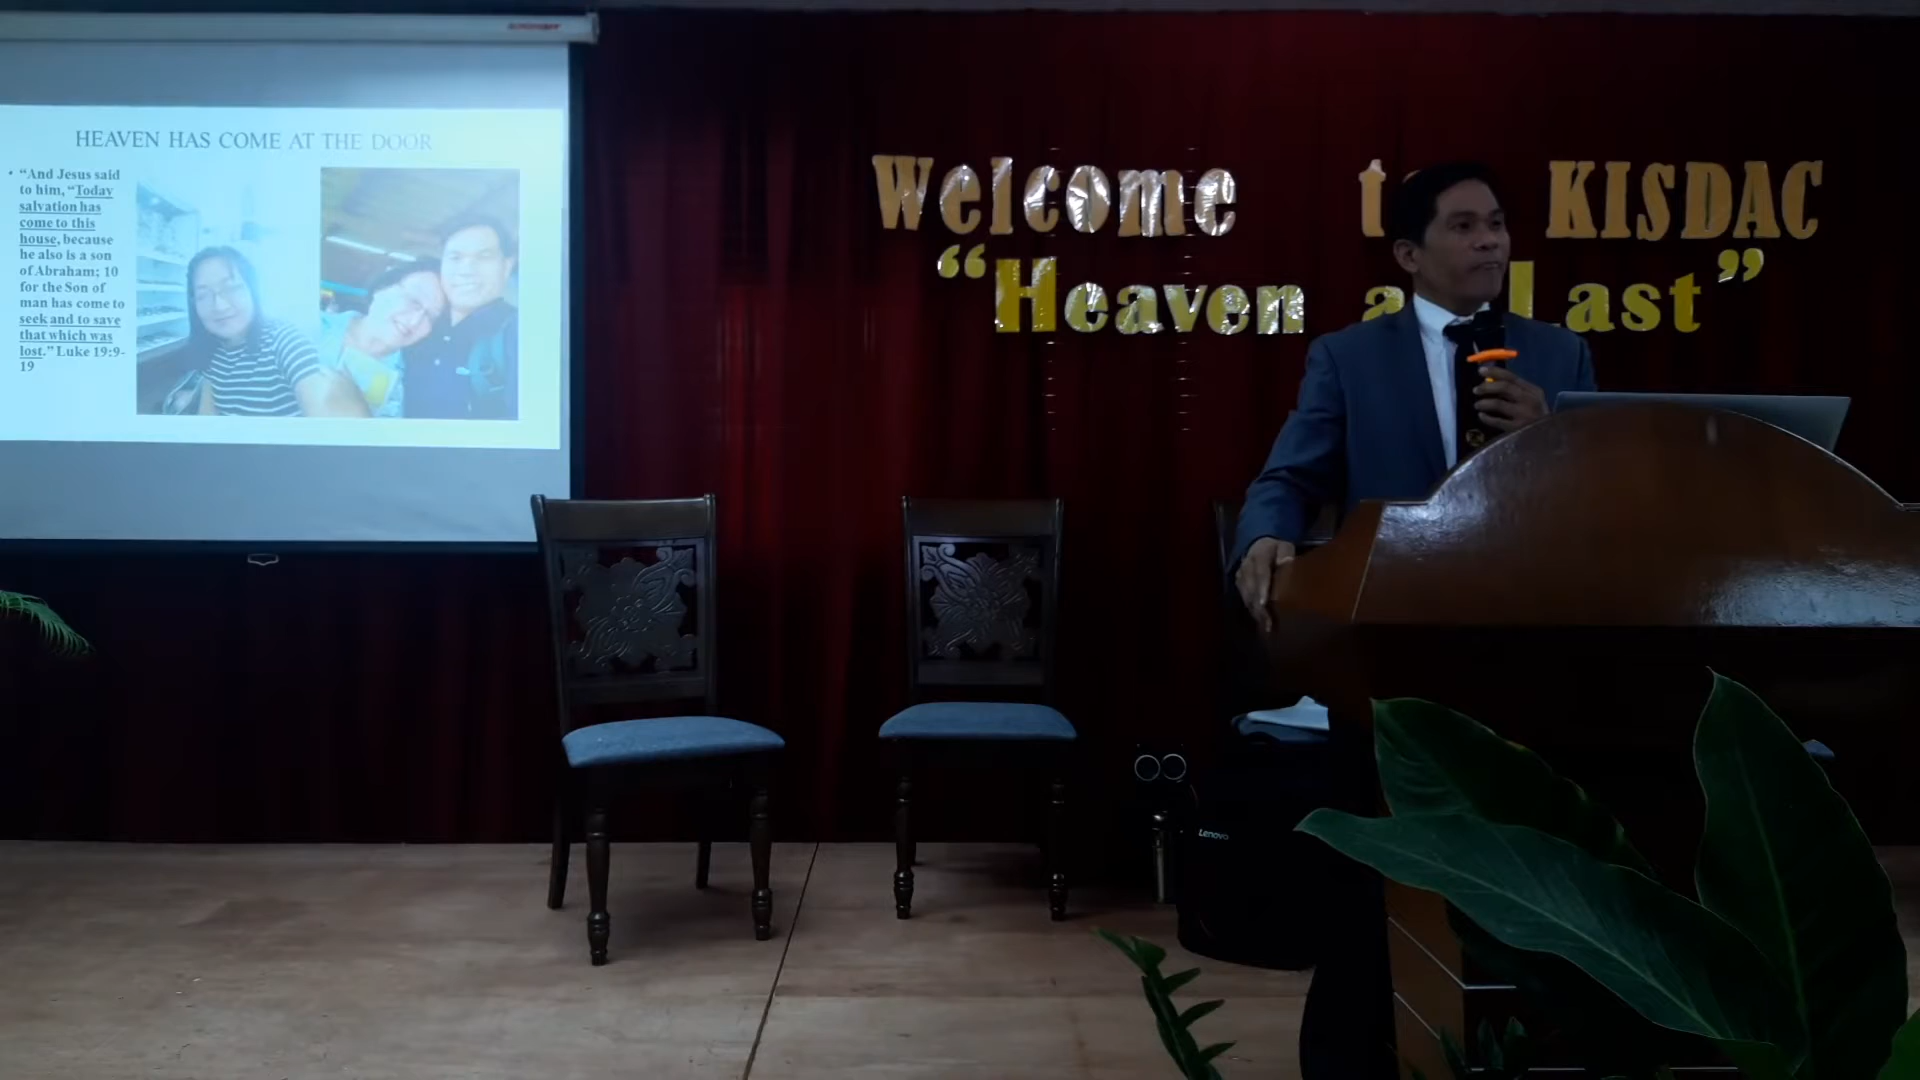 HEAVEN HAS COME AT THE DOOR
• “And Jesus said
to him, “Today
salvation has
come to this
house, because
he also is a son
of Abraham; 10
for the Son of
man has come to
seek and to save
that which was
lost.” Luke 19:9-
19
Welcome KISDAC
“Heaven Last”
Lenovo